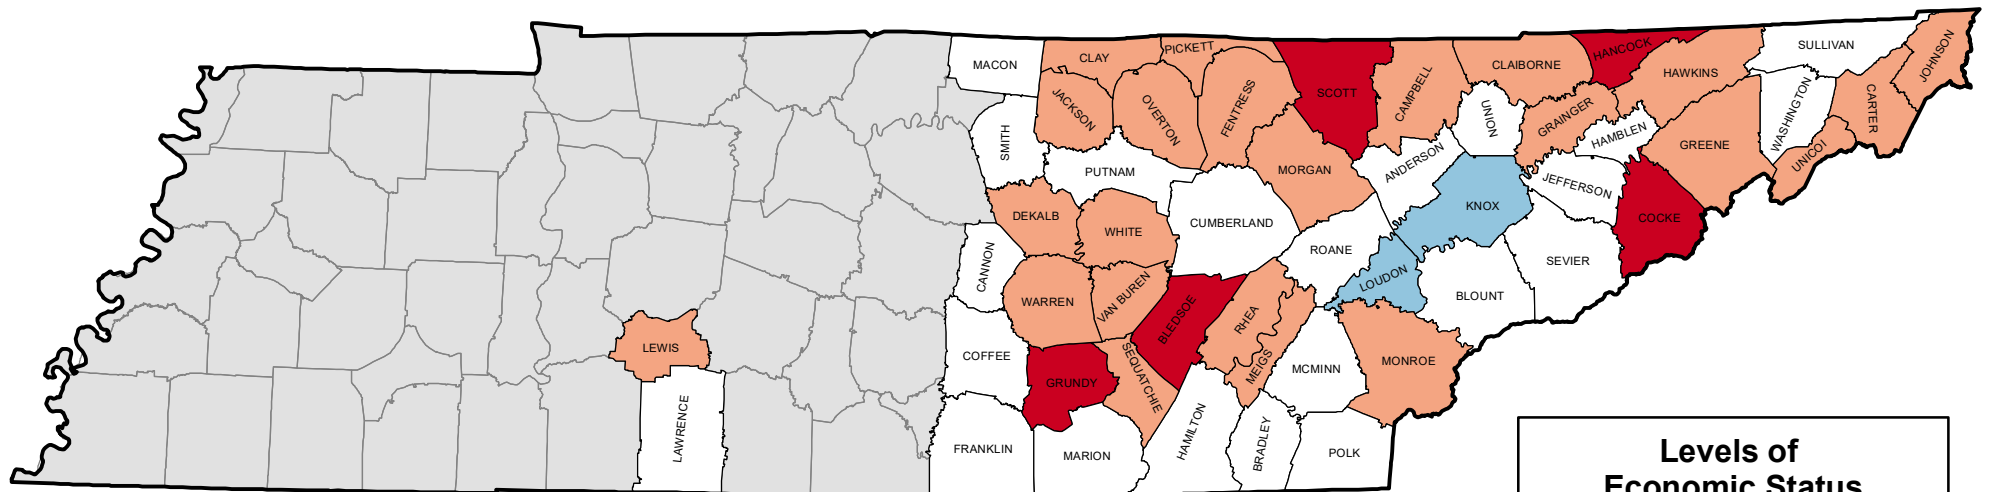 MACON
CLAY
PICKETT
SCOTT
CAMPBELL
CLAIBORNE
HANCOCK
HAWKINS
SULLIVAN
JOHNSON
CARTER
WASHINGTON
UNICOI
GREENE
HAMBLEN
GRAINGER
UNION
JACKSON
OVERTON
FENTRESS
SMITH
PUTNAM
MORGAN
ANDERSON
JEFFERSON
COCKE
KNOX
DEKALB
WHITE
CUMBERLAND
ROANE
CANNON
SEVIER
LOUDON
BLOUNT
WARREN
VAN BUREN
BLEDSOE
RHEA
MEIGS
MCMINN
MONROE
LEWIS
COFFEE
GRUNDY
SEQUATCHIE
LAWRENCE
FRANKLIN
MARION
HAMILTON
BRADLEY
POLK
Levels of
Economic Status